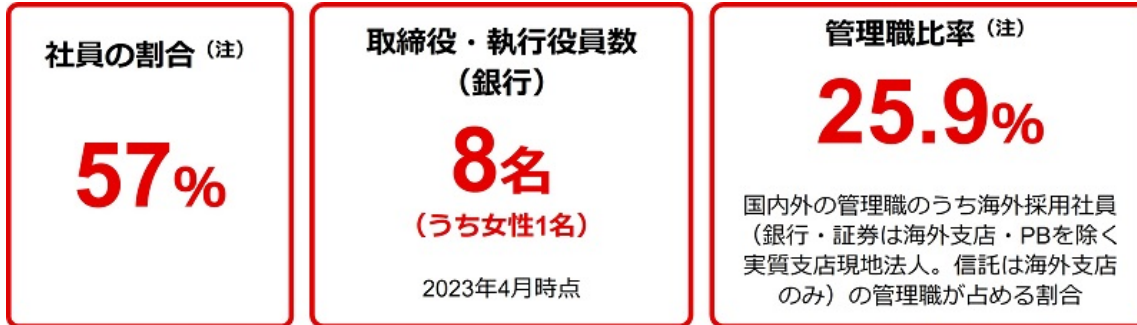 社員の割合（注）
57%
取締役・執行役員数
（銀行）
8名
（うち女性1名）
2023年4月時点
管理職比率（注）
25.9%
国内外の管理職のうち海外採用社員
（銀行・証券は海外支店・PBを除く
実質支店現地法人。信託は海外支店
のみ）の管理職が占める割合